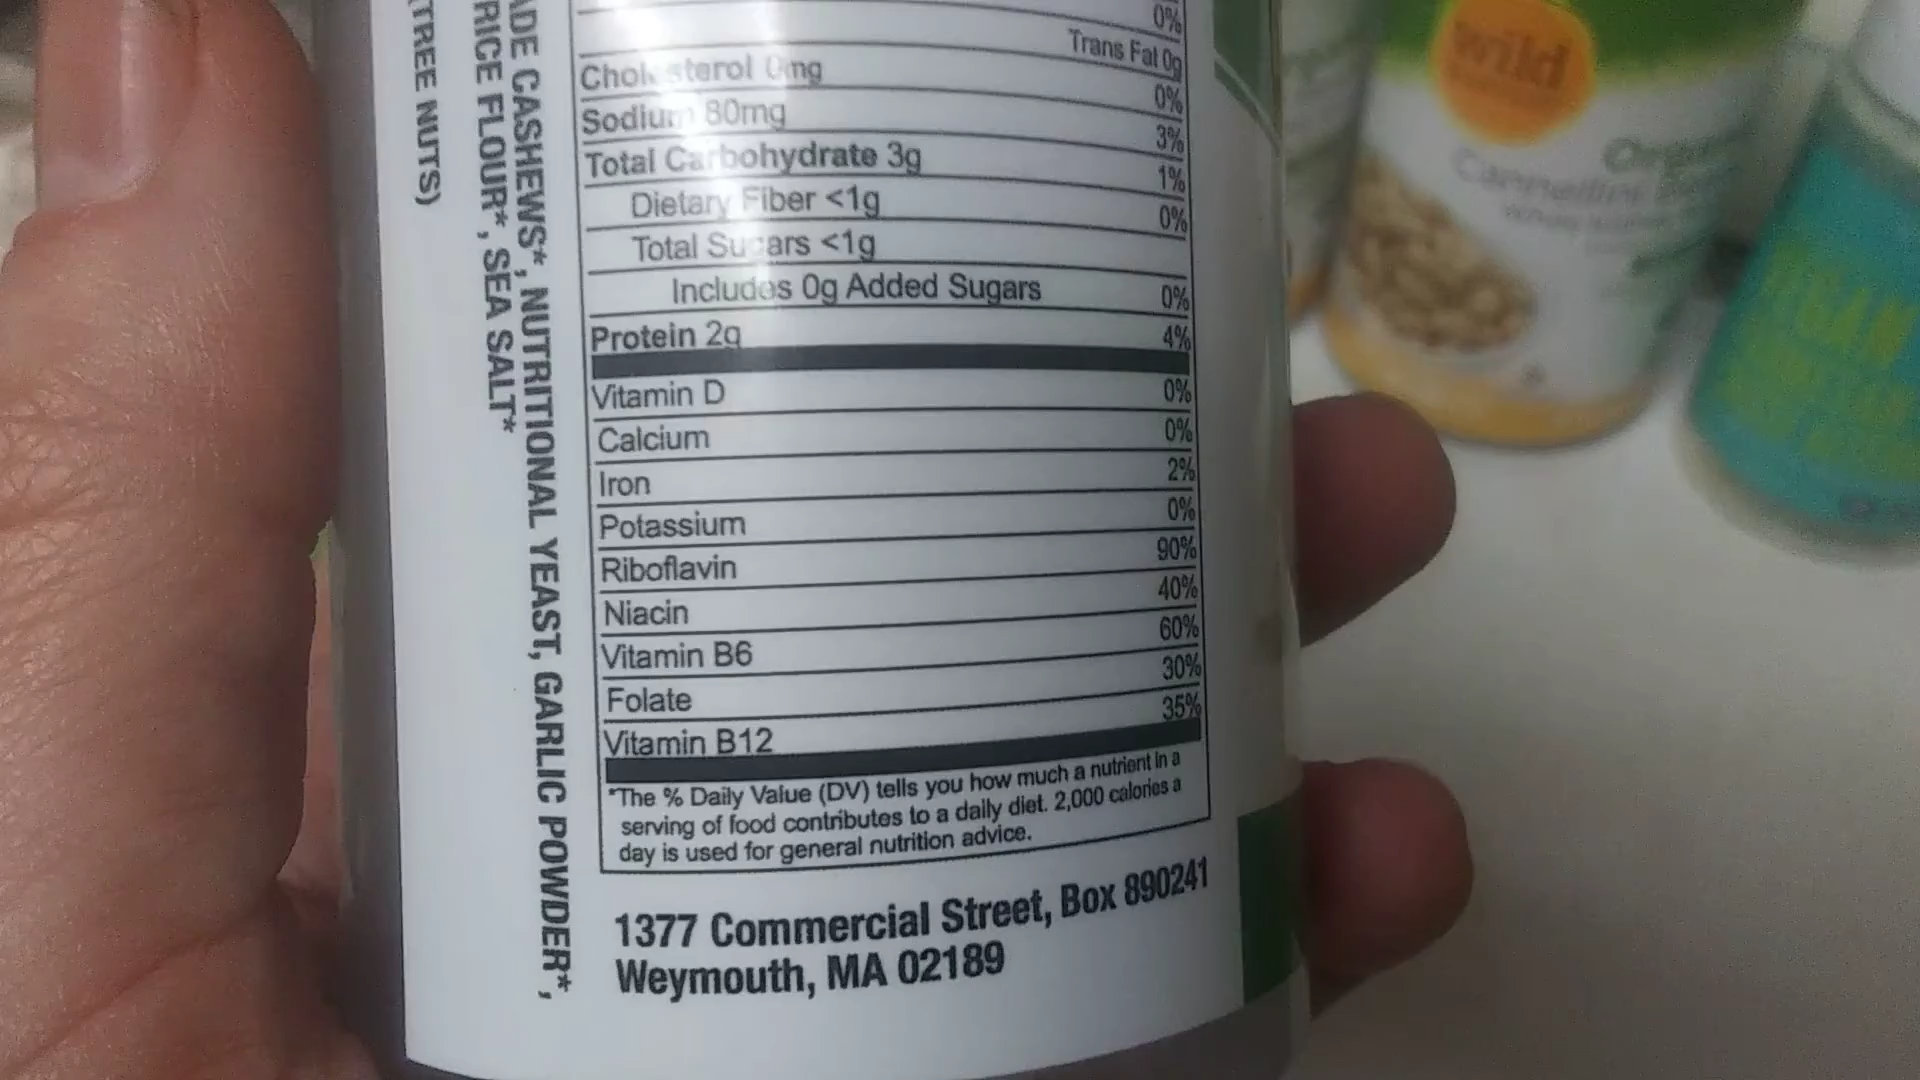 0%
Trans Fat 0g
Cholesterol 0mg 0%
Sodium 80mg 3%
Total Carbohydrate 3g 1%
Dietary Fiber <1g 0%
Total Sugars <1g
Includes 0g Added Sugars 0%
Protein 2g 4%
Vitamin D 0%
Calcium 0%
Iron 2%
Potassium 0%
Riboflavin 90%
Niacin 40%
Vitamin B6 60%
Folate 30%
Vitamin B12 35%
*The % Daily Value (DV) tells you how much a nutrient in a
serving of food contributes to a daily diet. 2,000 calories a
day is used for general nutrition advice.
1377 Commercial Street, Box 890241
Weymouth, MA 02189
ADE CASHEWS*, NUTRITIONAL YEAST, GARLIC POWDER*,
RICE FLOUR*, SEA SALT*
(TREE NUTS)
wild
Cannellini